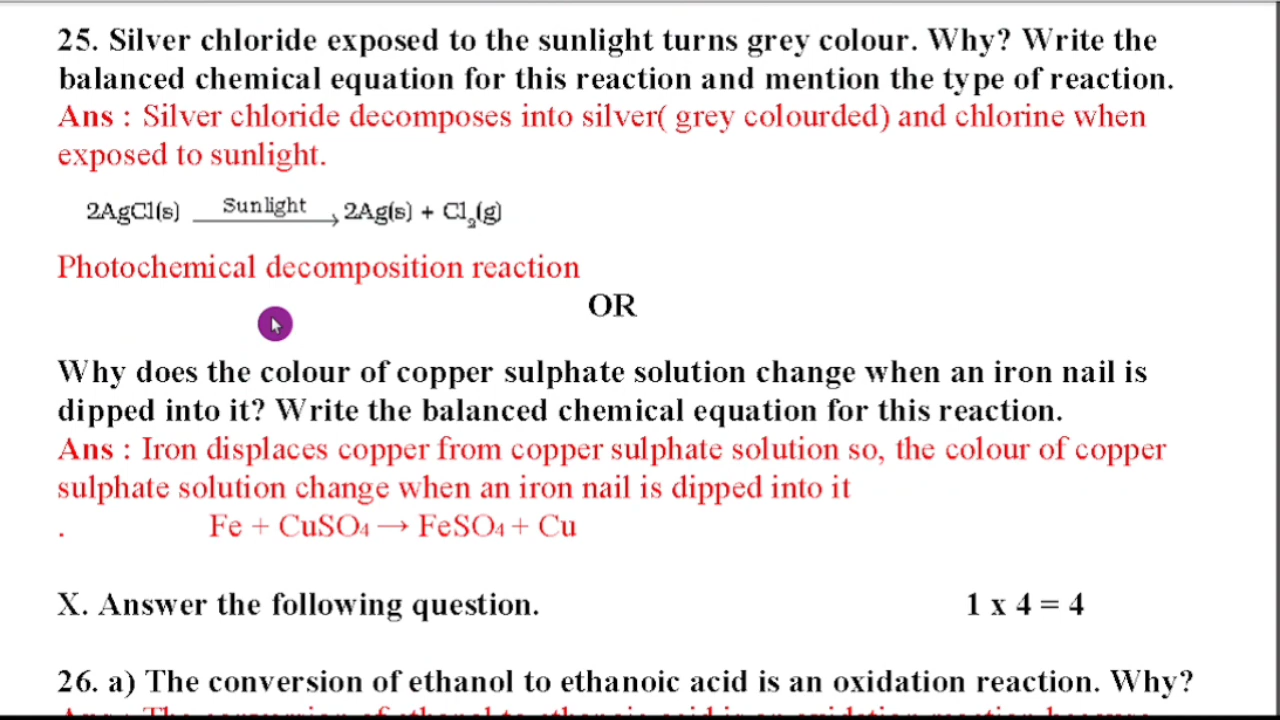 25. Silver chloride exposed to the sunlight turns grey colour. Why? Write the
balanced chemical equation for this reaction and mention the type of reaction.
Ans : Silver chloride decomposes into silver( grey colourded) and chlorine when
exposed to sunlight.
2AgCl(s) Sunlight → 2Ag(s) + Cl₂(g)
Photochemical decomposition reaction
OR
Why does the colour of copper sulphate solution change when an iron nail is
dipped into it? Write the balanced chemical equation for this reaction.
Ans : Iron displaces copper from copper sulphate solution so, the colour of copper
sulphate solution change when an iron nail is dipped into it
. Fe + CuSO₄ → FeSO₄ + Cu
X. Answer the following question. 1 x 4 = 4
26. a) The conversion of ethanol to ethanoic acid is an oxidation reaction. Why?